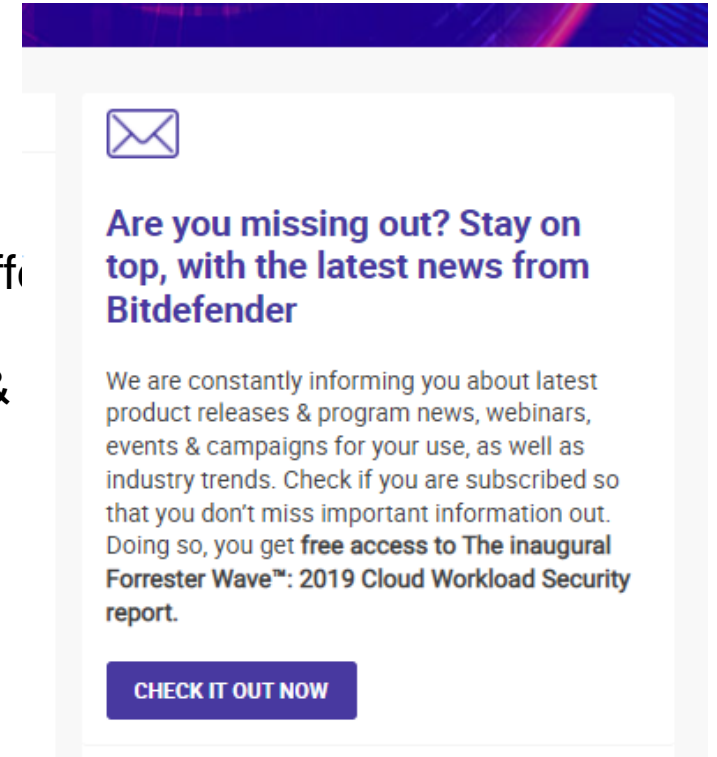 Are you missing out? Stay on
top, with the latest news from
Bitdefender
We are constantly informing you about latest
product releases & program news, webinars,
events & campaigns for your use, as well as
industry trends. Check if you are subscribed so
that you don’t miss important information out.
Doing so, you get free access to The inaugural
Forrester Wave™: 2019 Cloud Workload Security
report.
CHECK IT OUT NOW
&